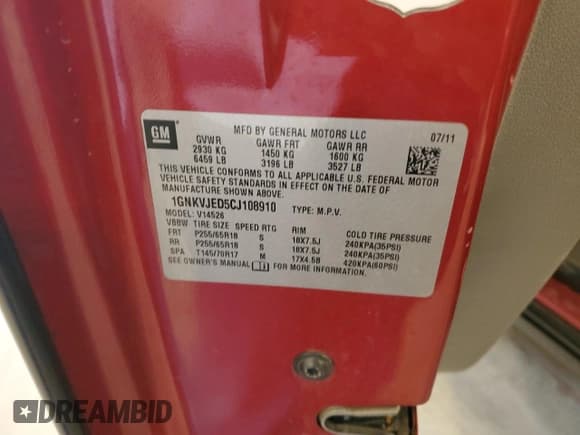 GM
MFD BY GENERAL MOTORS LLC
07/11
GVWR GAWR FRT GAWR RR
2930 KG 1450 KG 1600 KG
6459 LB 3196 LB 3527 LB
THIS VEHICLE CONFORMS TO ALL APPLICABLE U.S. FEDERAL MOTOR
VEHICLE SAFETY STANDARDS IN EFFECT ON THE DATE OF
MANUFACTURE SHOWN ABOVE.
1GNKVJED5CJ108910 TYPE: M.P.V.
MODEL: V14526
VBBW TIRE SIZE SPEED RTG RIM COLD TIRE PRESSURE
FRT P255/65R18 S 18X7.5J 240KPA(35PSI)
RR P255/65R18 S 18X7.5J 240KPA(35PSI)
SPA T145/70R17 M 17X4.5B 420KPA(60PSI)
SEE OWNER'S MANUAL FOR MORE INFORMATION.
DREAMBID